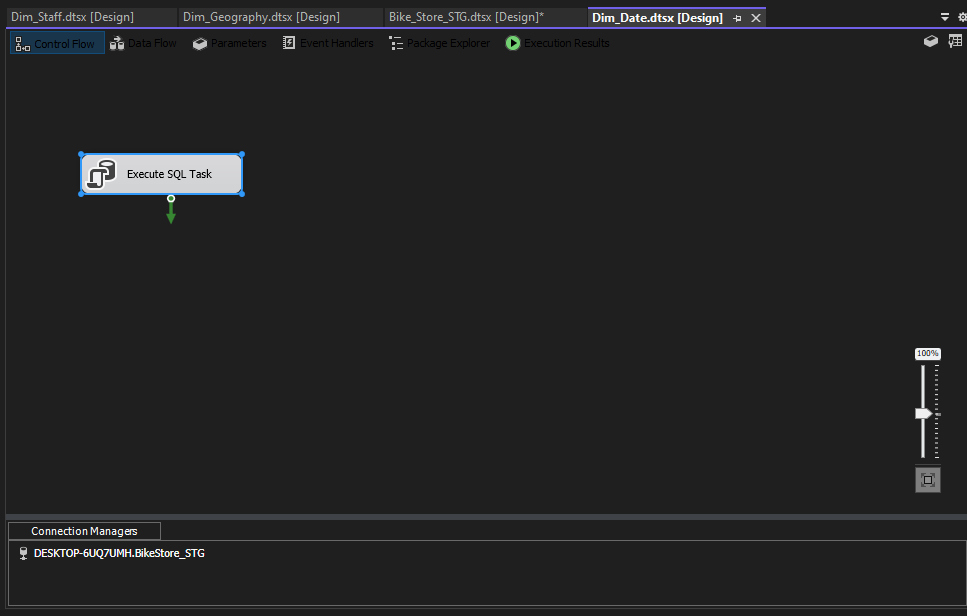 Dim_Staff.dtsx [Design] Dim_Geography.dtsx [Design] Bike_Store_STG.dtsx [Design]* Dim_Date.dtsx [Design]
Control Flow Data Flow Parameters Event Handlers Package Explorer Execution Results
Execute SQL Task
100%
Connection Managers
DESKTOP-6UQ7UMH.BikeStore_STG